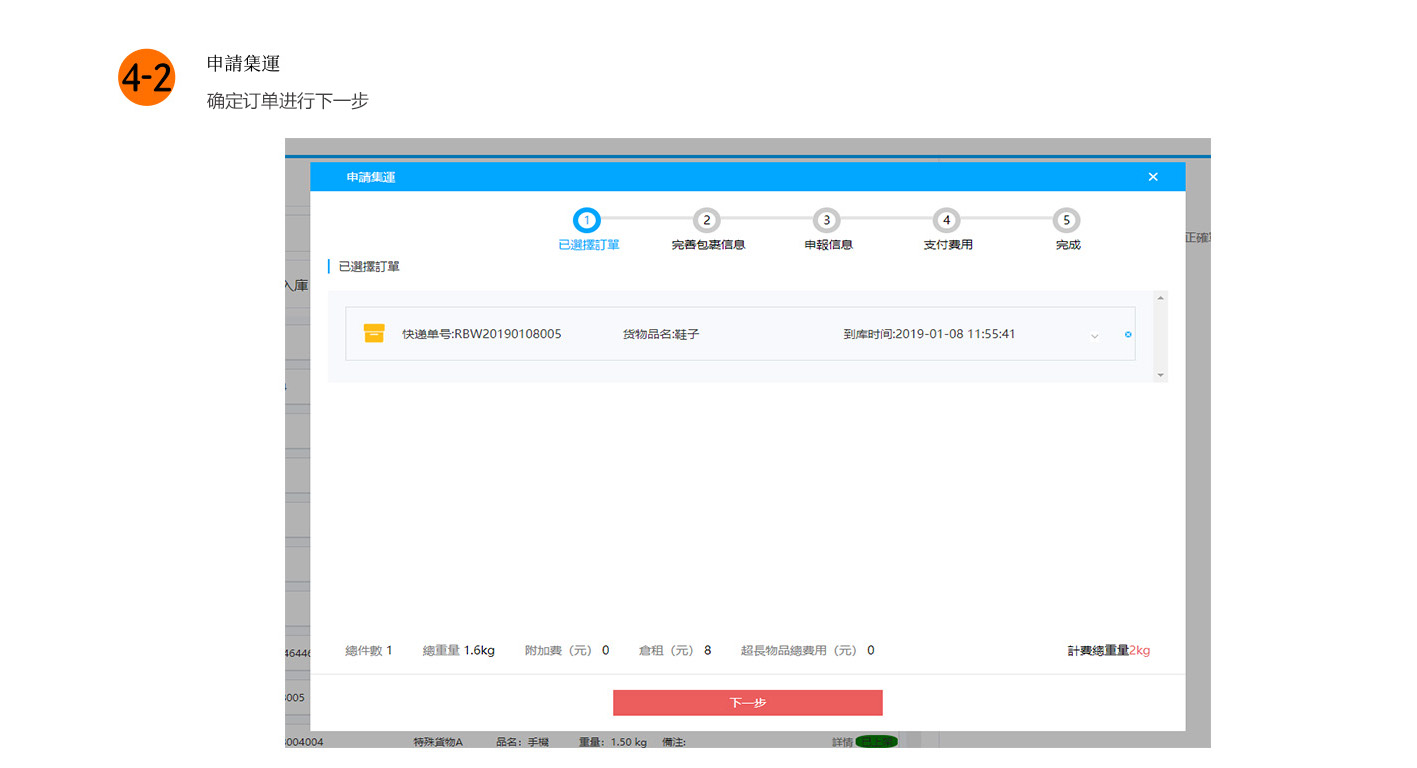 4-2
申請集運
确定订单进行下一步
申請集運
1 2 3 4 5
已選擇訂單 完善包裹信息 申報信息 支付費用 完成
正確
已選擇訂單
入庫
快递单号:RBW20190108005 货物品名:鞋子 到库时间:2019-01-08 11:55:41
46446
總件數 1 總重量 1.6kg 附加費（元） 0 倉租（元） 8 超長物品總費用（元） 0 計費總重量2kg
005
下一步
004004 特殊貨物A 品名：手機 重量：1.50 kg 備注: 詳情